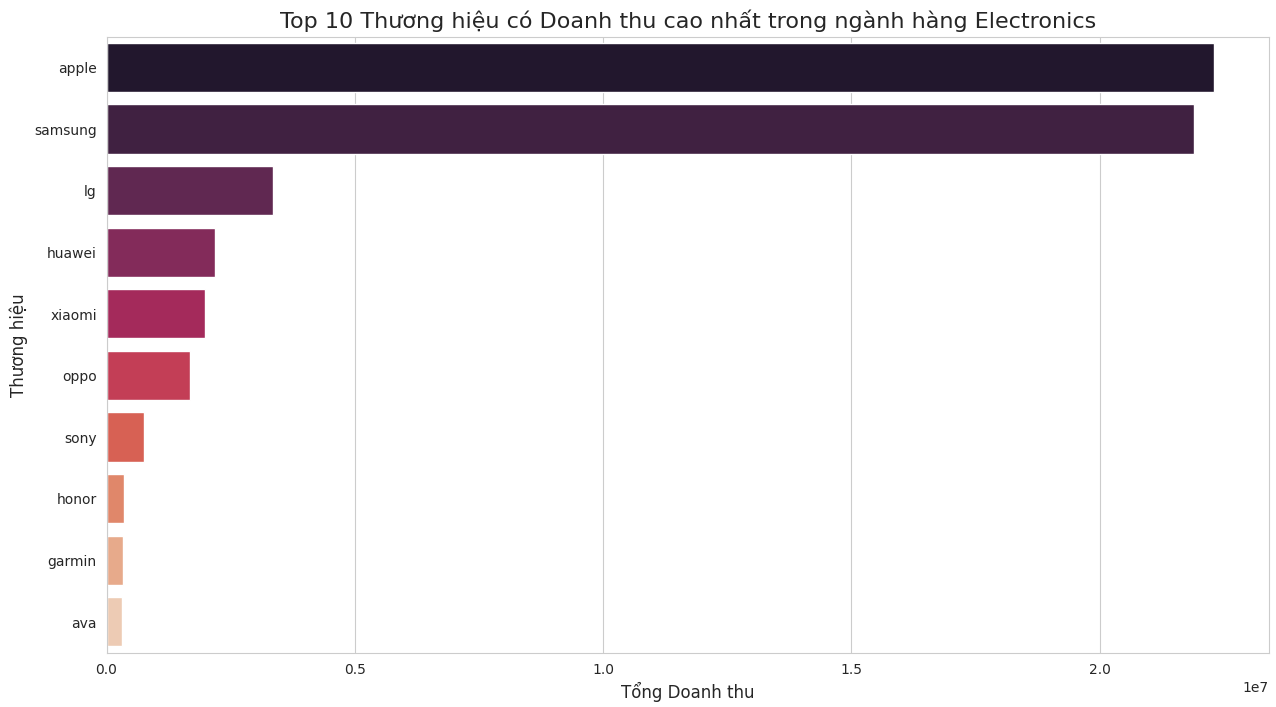 Top 10 Thương hiệu có Doanh thu cao nhất trong ngành hàng Electronics
Thương hiệu
apple
samsung
lg
huawei
xiaomi
oppo
sony
honor
garmin
ava
0.0 0.5 1.0 1.5 2.0
1e7
Tổng Doanh thu